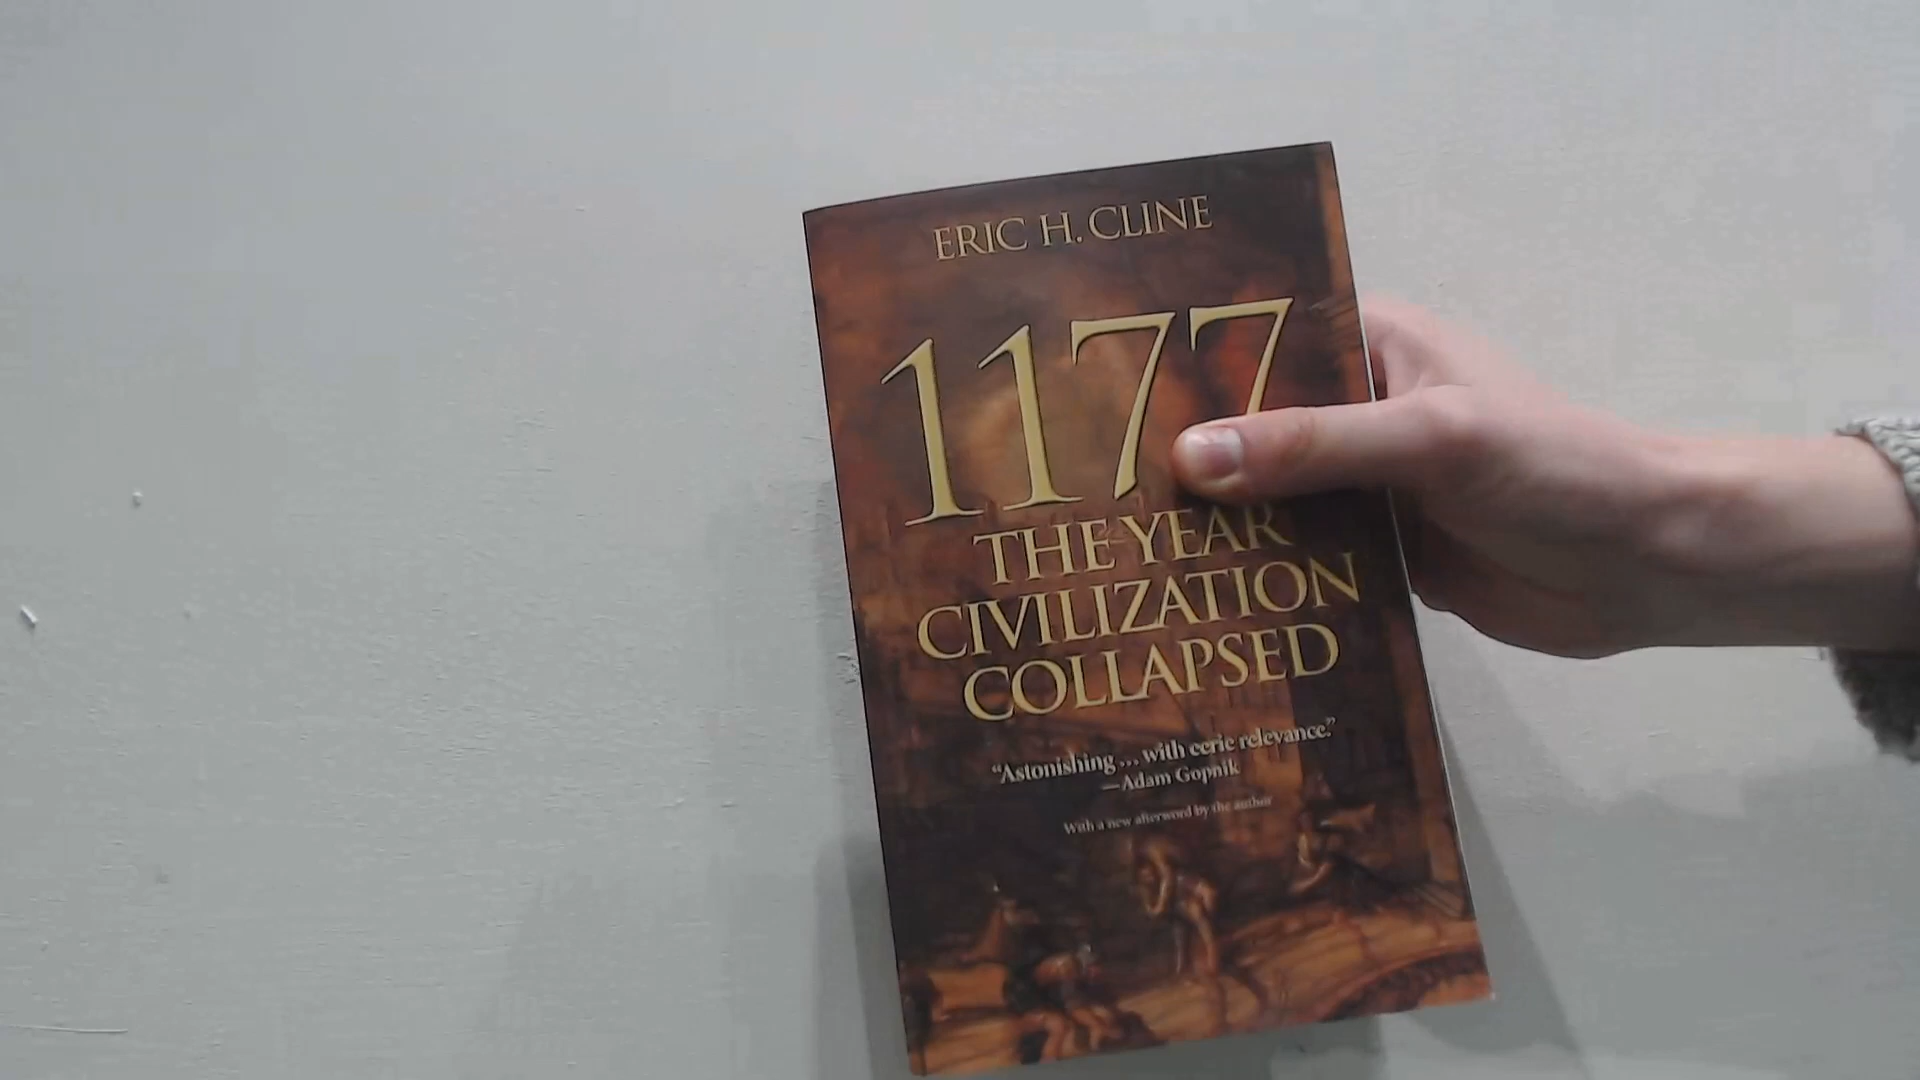 ERIC H. CLINE
1177
THE YEAR
CIVILIZATION
COLLAPSED
“Astonishing ... with eerie relevance.”
—Adam Gopnik
With a new afterword by the author